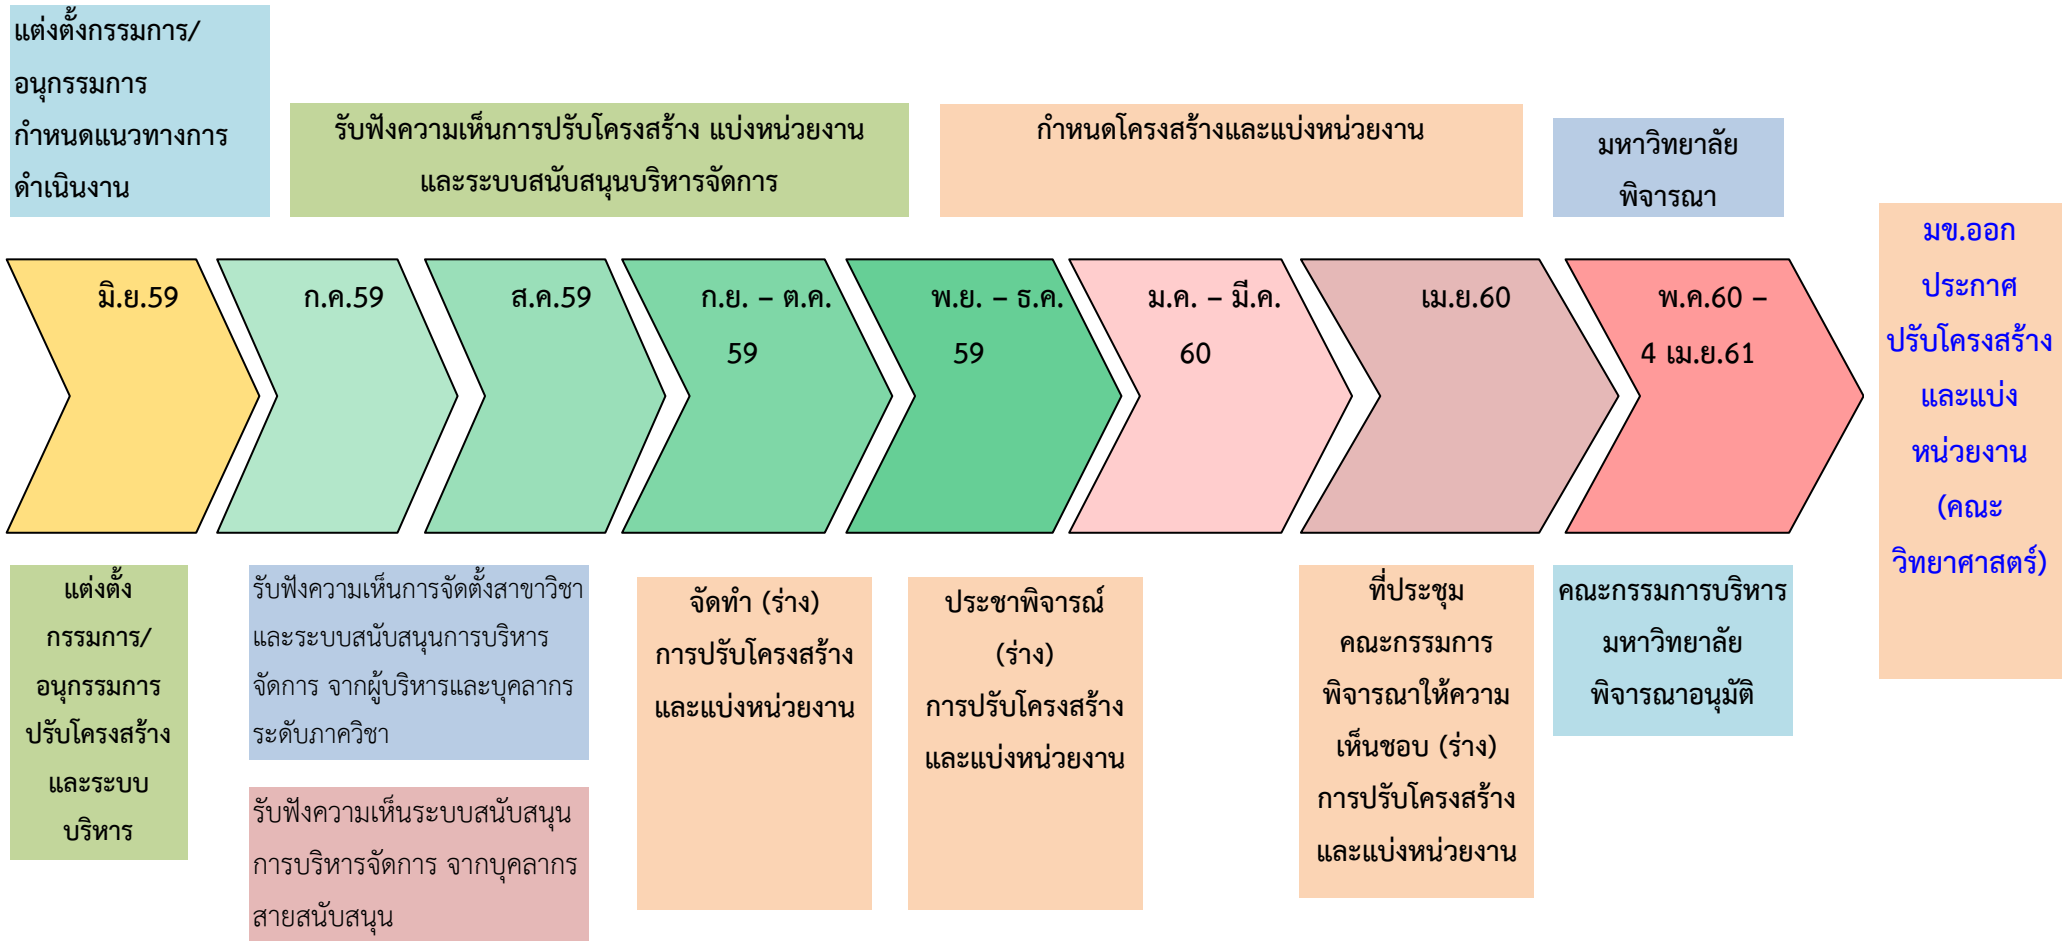 แต่งตั้งกรรมการ/
อนุกรรมการ
กำหนดแนวทางการ
ดำเนินงาน
รับฟังความเห็นการปรับโครงสร้าง แบ่งหน่วยงาน
และระบบสนับสนุนบริหารจัดการ
กำหนดโครงสร้างและแบ่งหน่วยงาน
มหาวิทยาลัย
พิจารณา
มิ.ย.59
ก.ค.59
ส.ค.59
ก.ย. – ต.ค.
59
พ.ย. – ธ.ค.
59
ม.ค. – มี.ค.
60
เม.ย.60
พ.ค.60 –
4 เม.ย.61
มข.ออก
ประกาศ
ปรับโครงสร้าง
และแบ่ง
หน่วยงาน
(คณะ
วิทยาศาสตร์)
แต่งตั้ง
กรรมการ/
อนุกรรมการ
ปรับโครงสร้าง
และระบบ
บริหาร
รับฟังความเห็นการจัดตั้งสาขาวิชา
และระบบสนับสนุนการบริหาร
จัดการ จากผู้บริหารและบุคลากร
ระดับภาควิชา
รับฟังความเห็นระบบสนับสนุน
การบริหารจัดการ จากบุคลากร
สายสนับสนุน
จัดทำ (ร่าง)
การปรับโครงสร้าง
และแบ่งหน่วยงาน
ประชาพิจารณ์
(ร่าง)
การปรับโครงสร้าง
และแบ่งหน่วยงาน
ที่ประชุม
คณะกรรมการ
พิจารณาให้ความ
เห็นชอบ (ร่าง)
การปรับโครงสร้าง
และแบ่งหน่วยงาน
คณะกรรมการบริหาร
มหาวิทยาลัย
พิจารณาอนุมัติ